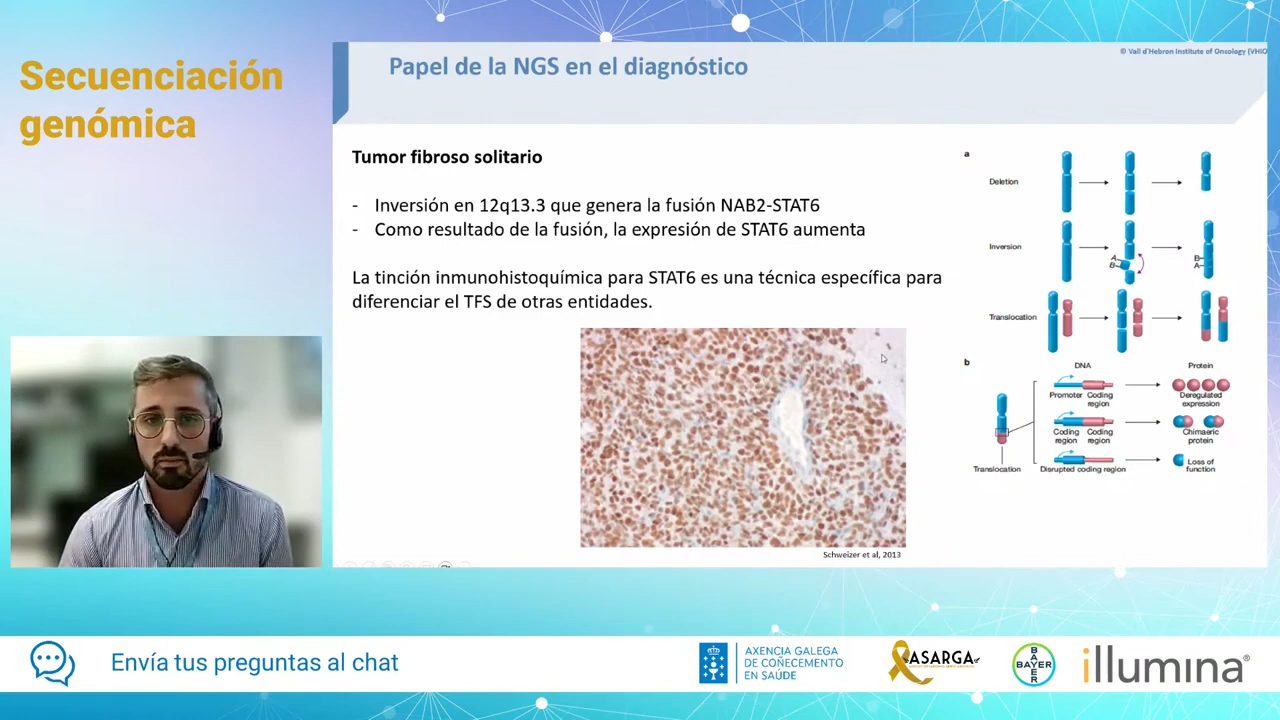 Secuenciación
genómica
© Vall d'Hebron Institute of Oncology (VHIO
Papel de la NGS en el diagnóstico
Tumor fibroso solitario
- Inversión en 12q13.3 que genera la fusión NAB2-STAT6
- Como resultado de la fusión, la expresión de STAT6 aumenta
La tinción inmunohistoquímica para STAT6 es una técnica específica para
diferenciar el TFS de otras entidades.
Schweizer et al, 2013
a
Deletion
Inversion
A
B
B
A
Translocation
b
DNA
Protein
Promoter Coding
region
Deregulated
expression
Coding
region
Coding
region
Chimaeric
protein
Translocation
Disrupted coding region
Loss of
function
Envía tus preguntas al chat
AXENCIA GALEGA
DE COÑECEMENTO
EN SAÚDE
ASARGA
BAYER
BAYER
illumina®